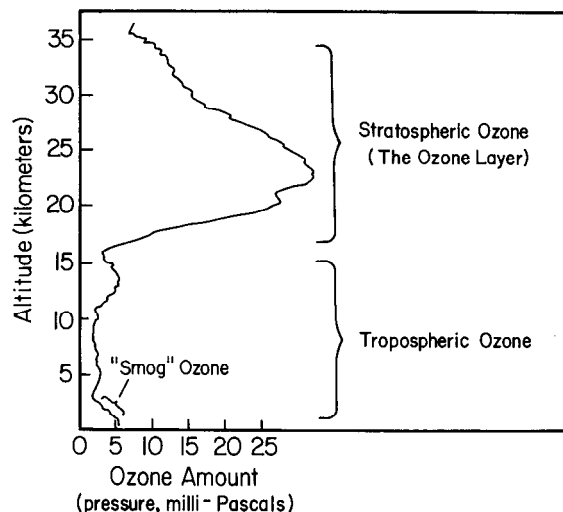 35
30
25
20
15
10
5
Altitude (kilometers)
Stratospheric Ozone
(The Ozone Layer)
Tropospheric Ozone
"Smog" Ozone
0 5 10 15 20 25
Ozone Amount
(pressure, milli-Pascals)